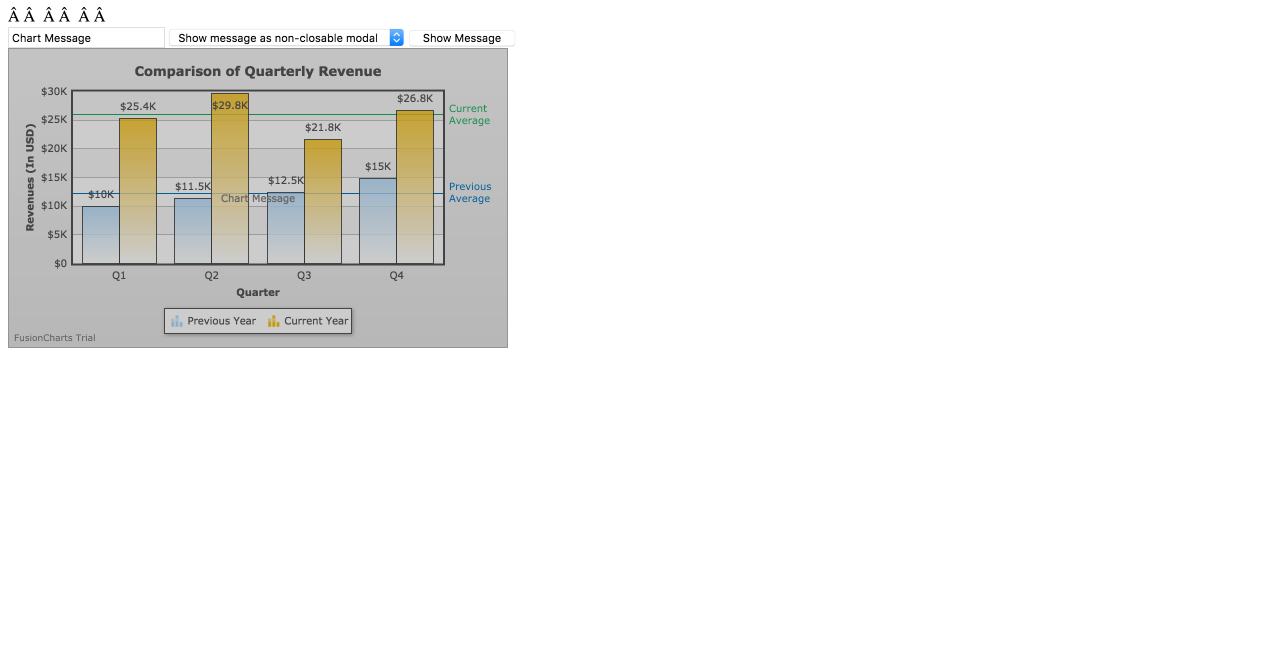 Â Â Â Â Â Â
Chart Message Show message as non-closable modal Show Message
Comparison of Quarterly Revenue
Revenues (In USD)
$30K
$25K
$20K
$15K
$10K
$5K
$0
$25.4K
$29.8K
$21.8K
$26.8K
$10K
$11.5K
$12.5K
$15K
Current
Average
Previous
Average
Chart Message
Q1 Q2 Q3 Q4
Quarter
Previous Year Current Year
FusionCharts Trial